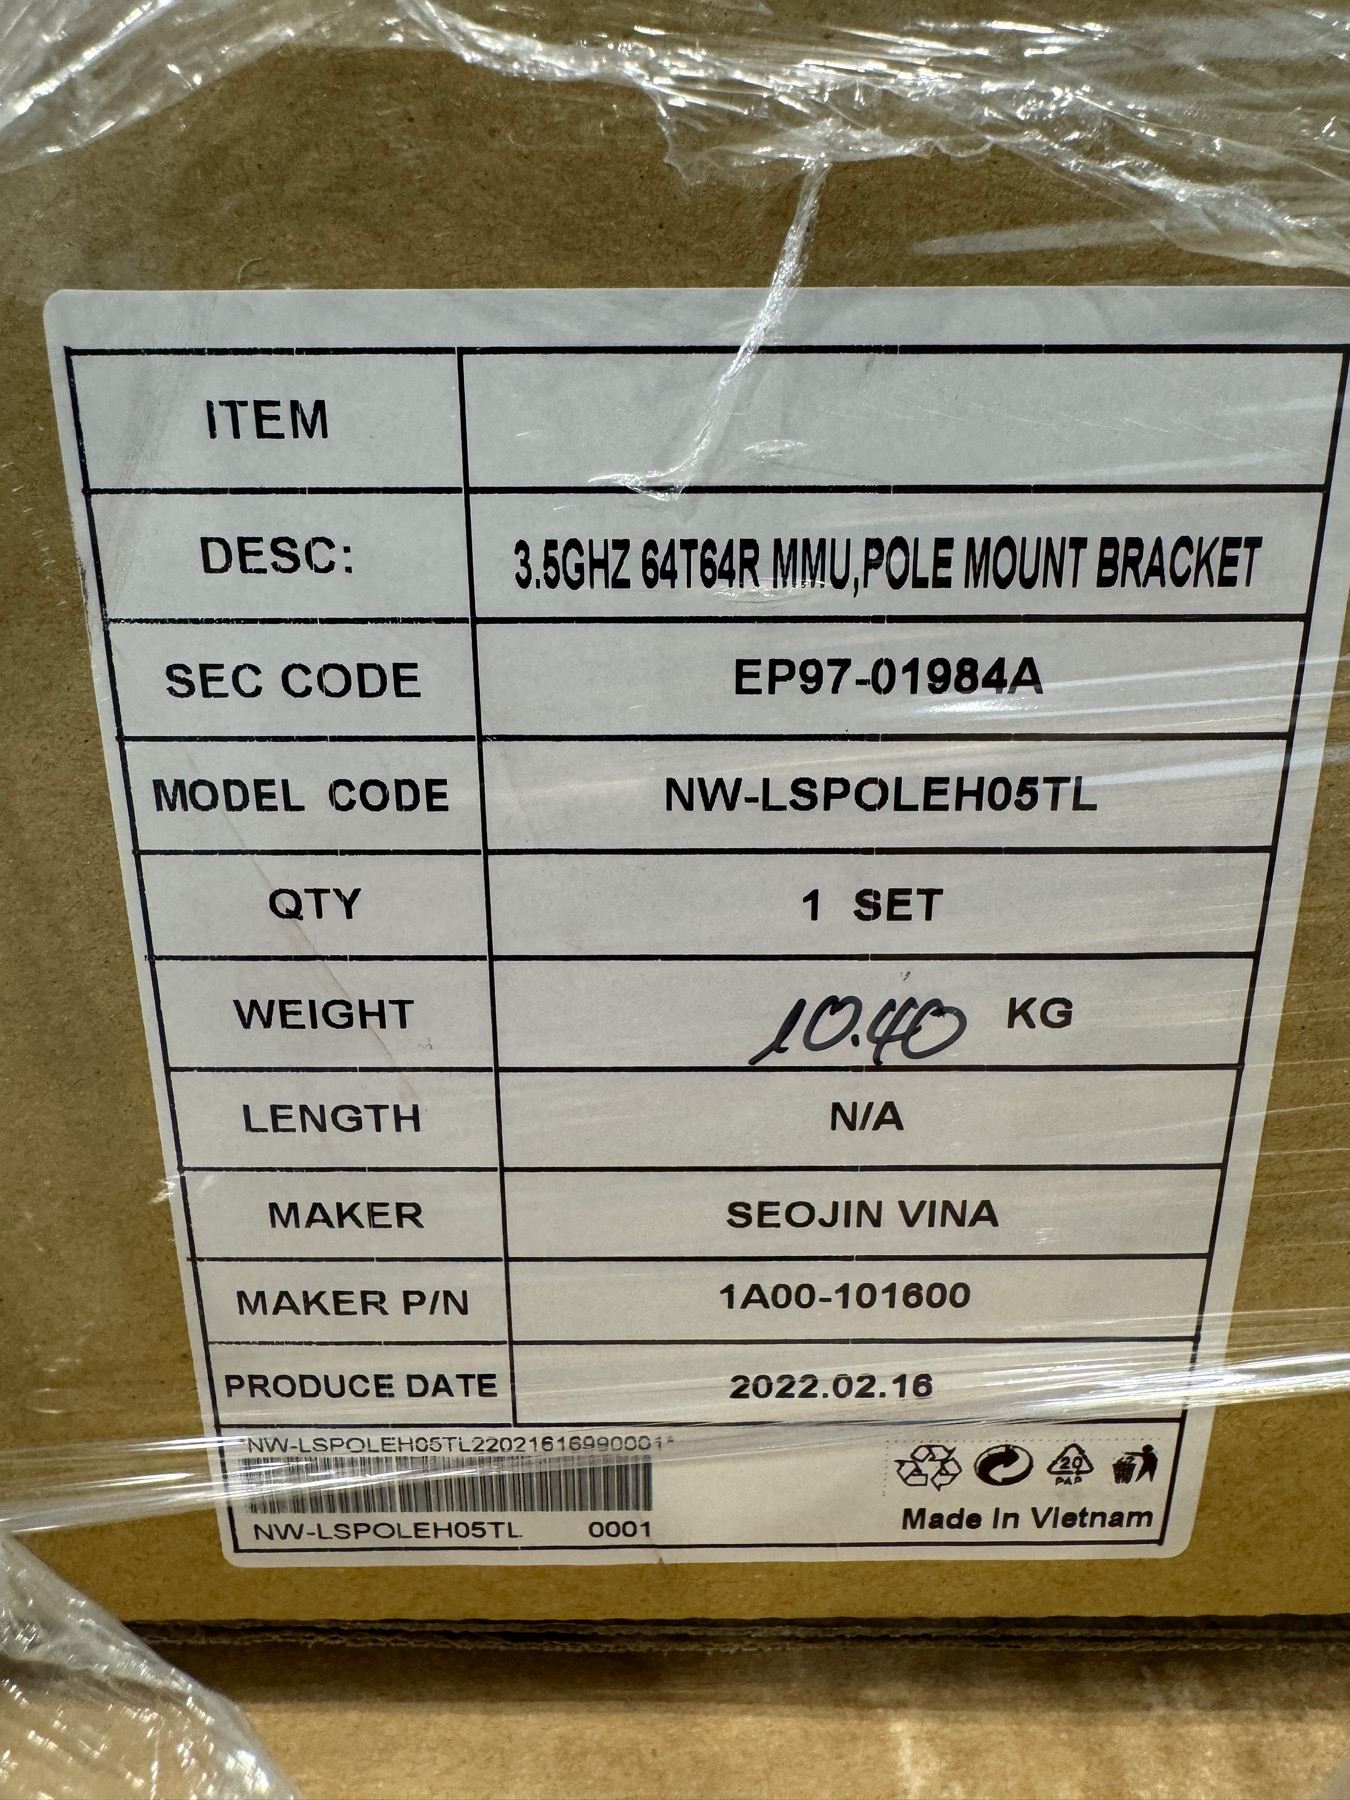 ITEM
DESC: 3.5GHZ 64T64R MMU,POLE MOUNT BRACKET
SEC CODE EP97-01984A
MODEL CODE NW-LSPOLEH05TL
QTY 1 SET
WEIGHT 10.40 KG
LENGTH N/A
MAKER SEOJIN VINA
MAKER P/N 1A00-101600
PRODUCE DATE 2022.02.16
*NW-LSPOLEH05TL22021616990001*
NW-LSPOLEH05TL 0001
20
PAP
Made In Vietnam